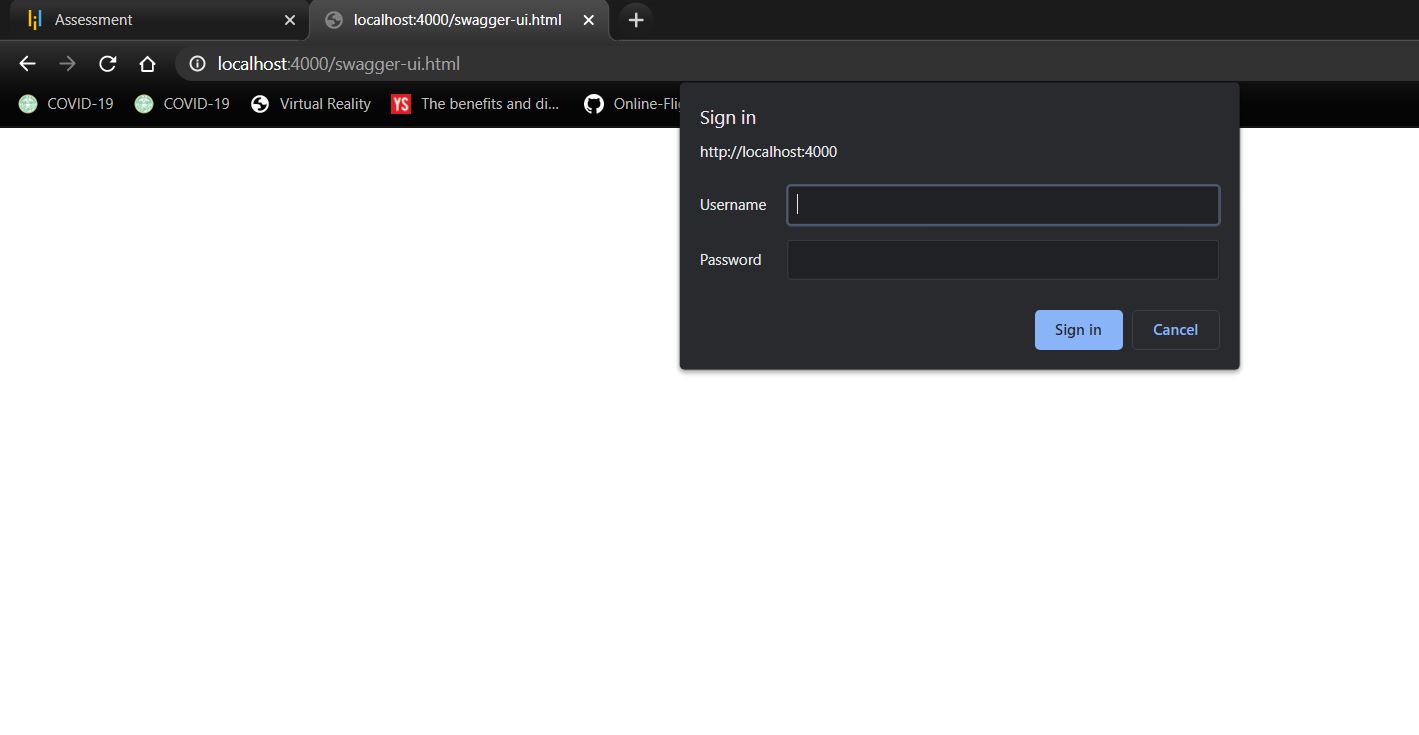 Assessment
localhost:4000/swagger-ui.html
localhost:4000/swagger-ui.html
COVID-19 COVID-19 Virtual Reality YS The benefits and di... Online-Fli
Sign in
http://localhost:4000
Username
Password
Sign in Cancel